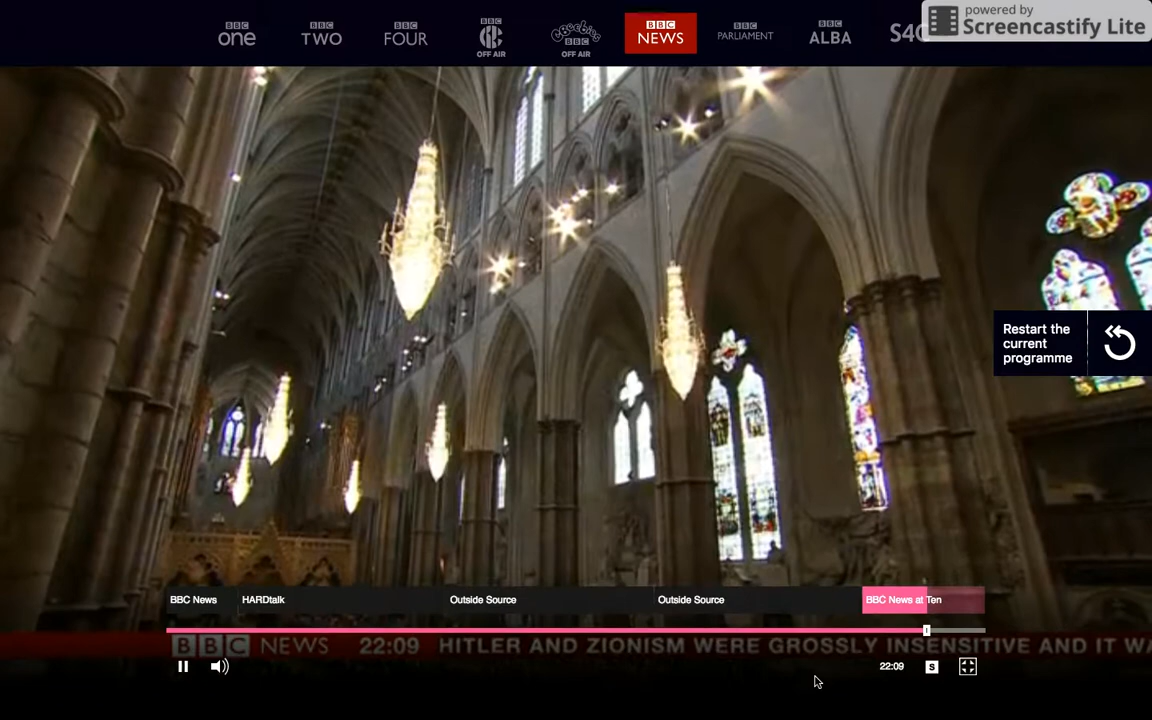 BBC one
BBC TWO
BBC FOUR
BBC OFF AIR
Cbeebies BBC OFF AIR
BBC NEWS
BBC PARLIAMENT
BBC ALBA
S4C
powered by
Screencastify Lite
Restart the
current
programme
BBC News HARDtalk Outside Source Outside Source BBC News at Ten
BBC NEWS 22:09 HITLER AND ZIONISM WERE GROSSLY INSENSITIVE AND IT WA
22:09 S